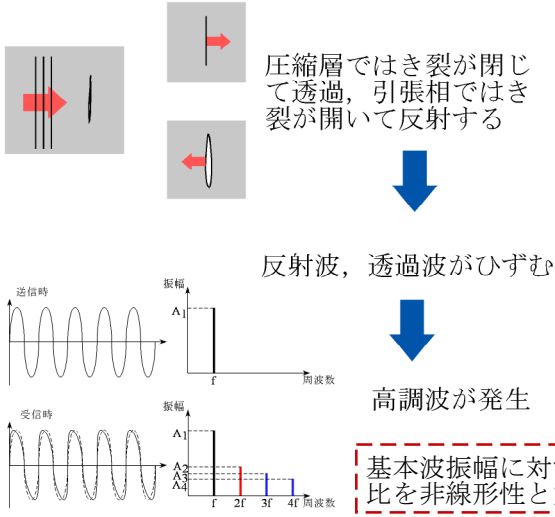 圧縮層ではき裂が閉じ
て透過，引張相ではき
裂が開いて反射する
反射波，透過波がひずむ
高調波が発生
基本波振幅に対
比を非線形性と
送信時
振幅
A1
f
周波数
受信時
振幅
A1
A2
A3
A4
f
2f
3f
4f
周波数